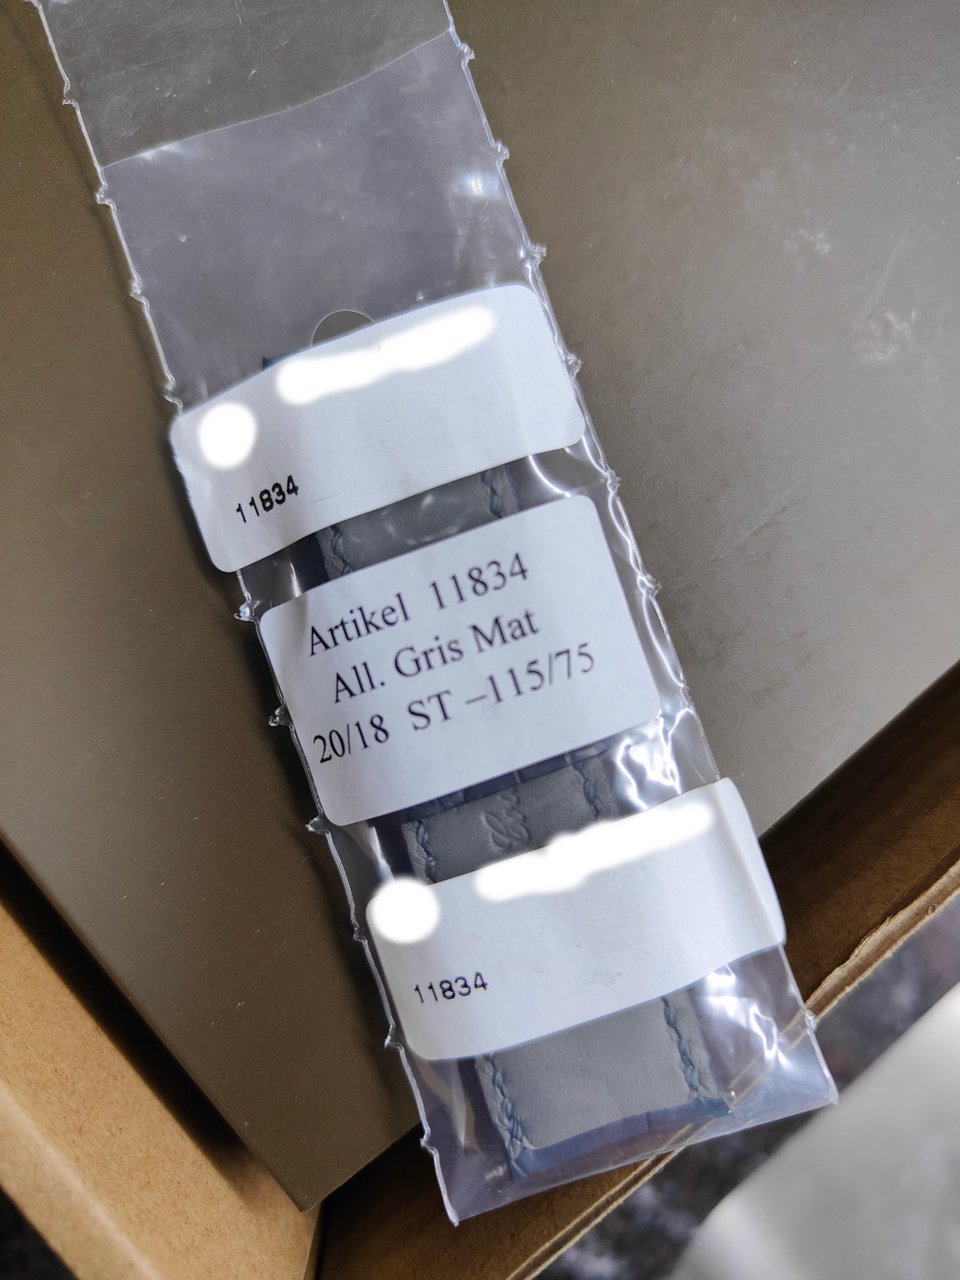 11834
Artikel 11834
All. Gris Mat
20/18 ST –115/75
11834